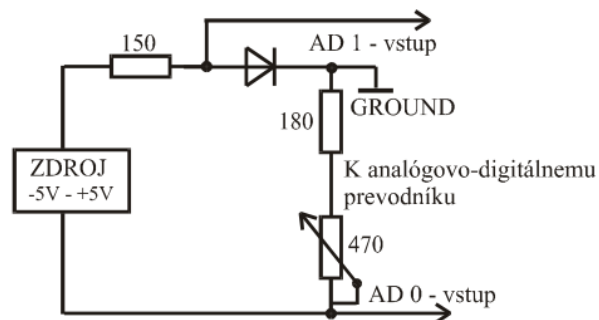 150
AD 1 - vstup
GROUND
180
ZDROJ
-5V - +5V
K analógovo-digitálnemu
prevodníku
470
AD 0 - vstup